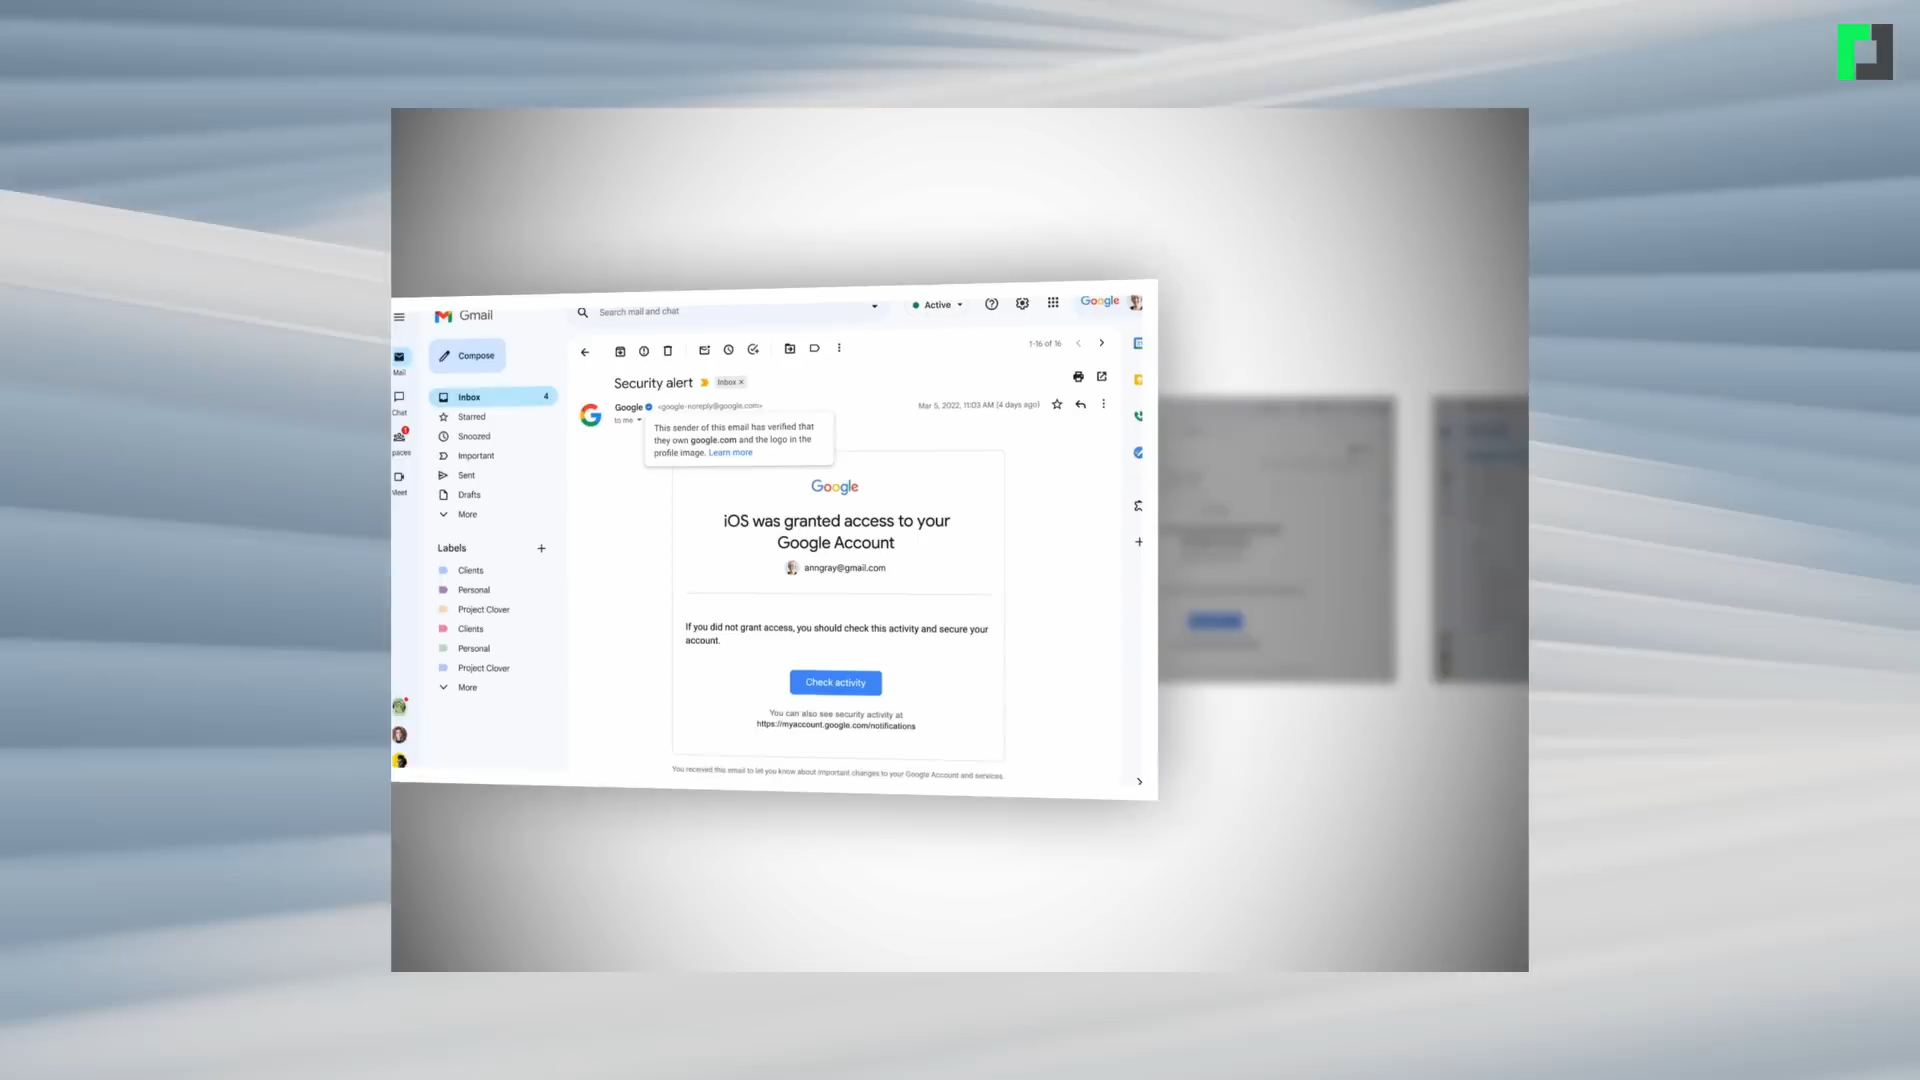 Gmail
Search mail and chat
Active
Google
Mail
Compose
1-16 of 16
Security alert
Inbox x
Inbox 4
Chat
Google <google-noreply@google.com>
Mar 5, 2022, 11:03 AM (4 days ago)
to me
Starred
This sender of this email has verified that
they own google.com and the logo in the
profile image. Learn more
Snoozed
paces
1
Important
Sent
Meet
Drafts
More
Google
iOS was granted access to your
Google Account
anngray@gmail.com
Labels
Clients
Personal
Project Clover
Clients
Personal
Project Clover
More
If you did not grant access, you should check this activity and secure your
account.
Check activity
You can also see security activity at
https://myaccount.google.com/notifications
You received this email to let you know about important changes to your Google Account and services.